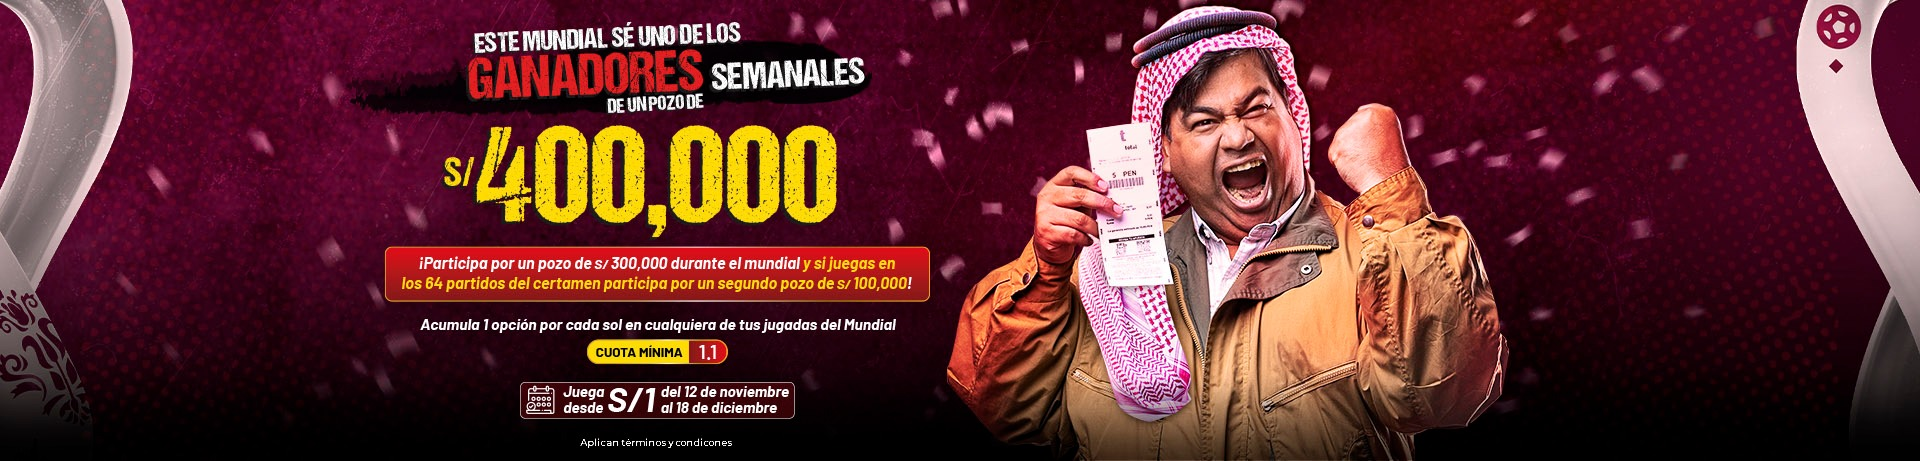 ESTE MUNDIAL SÉ UNO DE LOS
GANADORES SEMANALES
DE UN POZO DE
S/400,000
¡Participa por un pozo de s/ 300,000 durante el mundial y si juegas en
los 64 partidos del certamen participa por un segundo pozo de s/ 100,000!
Acumula 1 opción por cada sol en cualquiera de tus jugadas del Mundial
CUOTA MÍNIMA 1.1
Juega desde S/1 del 12 de noviembre
al 18 de diciembre
Aplican términos y condicones
t
S PEN